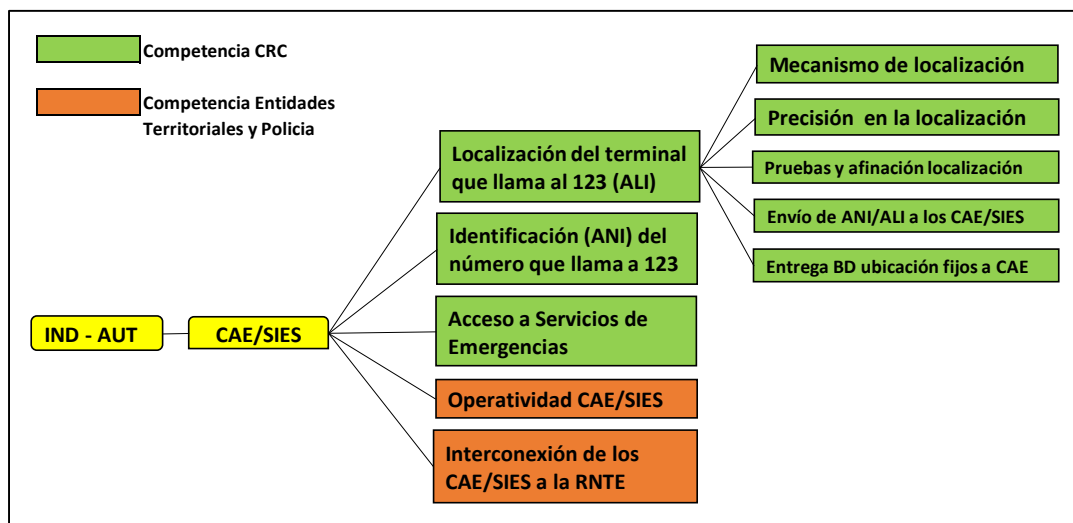 Competencia CRC
Competencia Entidades
Territoriales y Policia
IND - AUT
CAE/SIES
Localización del terminal
que llama al 123 (ALI)
Identificación (ANI) del
número que llama a 123
Acceso a Servicios de
Emergencias
Operatividad CAE/SIES
Interconexión de los
CAE/SIES a la RNTE
Mecanismo de localización
Precisión en la localización
Pruebas y afinación localización
Envío de ANI/ALI a los CAE/SIES
Entrega BD ubicación fijos a CAE